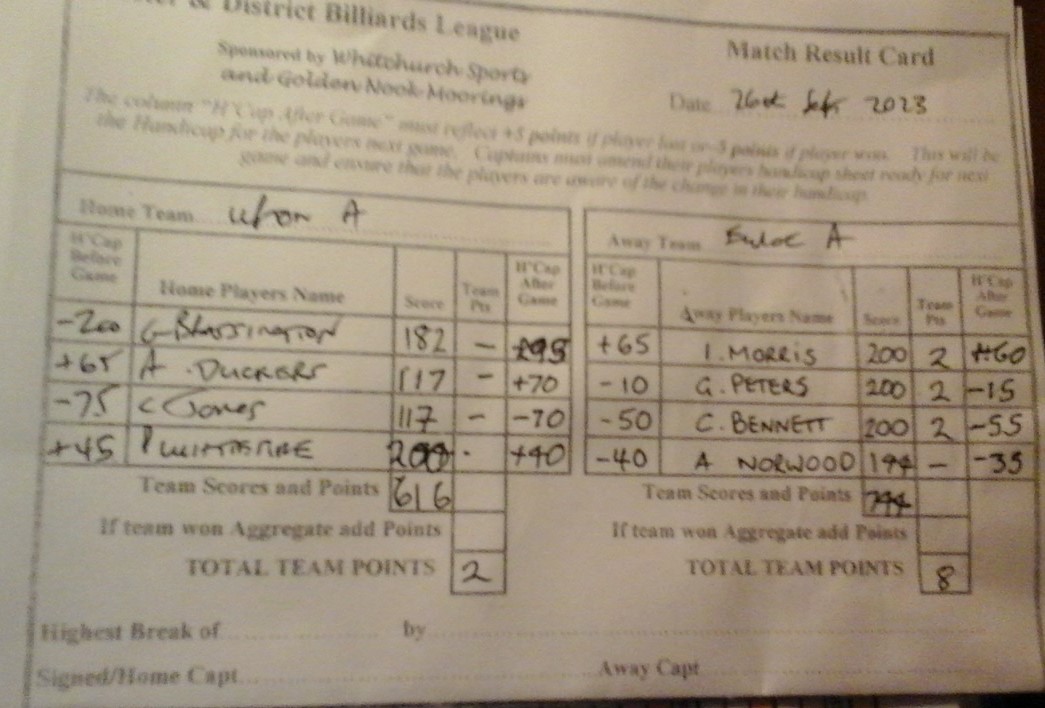 & District Billiards League
Match Result Card
Sponsored by Whitchurch Sports
and Golden Nook Moorings
Date 26th Sept 2023
The column "H'Cap After Game" must reflect +5 points if player lost or -5 points if player won. This will be
the Handicap for the players next game. Captains must amend their players handicap sheet ready for next
game and ensure that the players are aware of the change in their handicap
Home Team Upton A
Away Team A
H'Cap Before Game Home Players Name Score Team Pts H'Cap After Game
H'Cap Before Game Away Players Name Score Team Pts H'Cap After Game
-200 G BRASSINGTON 182 -
+65 I. MORRIS 200 2 +60
+65 A. DUCKERS 117 - +70
-10 G. PETERS 200 2 -15
-75 C Jones 117 - -70
-50 C. BENNETT 200 2 -55
+45 200 +40
-40 A NORWOOD 194 - -35
Team Scores and Points 616
Team Scores and Points 794
If team won Aggregate add Points
If team won Aggregate add Points
TOTAL TEAM POINTS 2
TOTAL TEAM POINTS 8
Highest Break of by
Signed/Home Capt
Away Capt